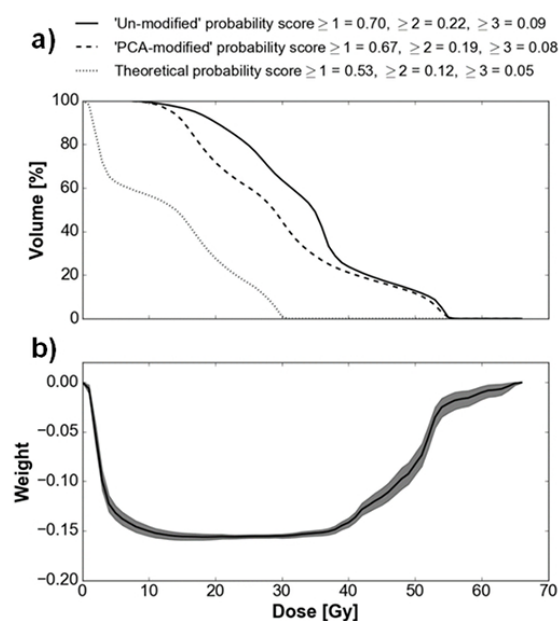 a)
'Un-modified' probability score ≥ 1 = 0.70, ≥ 2 = 0.22, ≥ 3 = 0.09
'PCA-modified' probability score ≥ 1 = 0.67, ≥ 2 = 0.19, ≥ 3 = 0.08
Theoretical probability score ≥ 1 = 0.53, ≥ 2 = 0.12, ≥ 3 = 0.05
100
80
60
40
20
0
Volume [%]
b)
0.00
−0.05
−0.10
−0.15
−0.20
Weight
0 10 20 30 40 50 60 70
Dose [Gy]